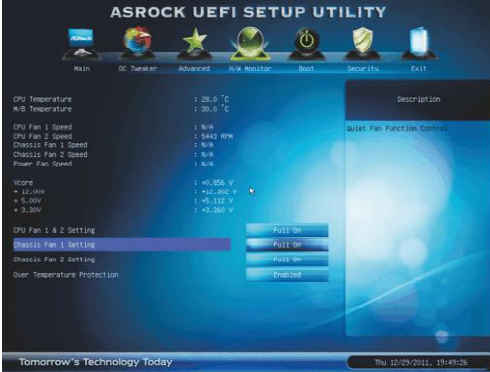 ASROCK UEFI SETUP UTILITY
ASRock
Main OC Tweaker Advanced H/W Monitor Boot Security Exit
CPU Temperature : 28.0 °C
M/B Temperature : 30.0 °C
CPU Fan 1 Speed : N/A
CPU Fan 2 Speed : 5443 RPM
Chassis Fan 1 Speed : N/A
Chassis Fan 2 Speed : N/A
Power Fan Speed : N/A
Vcore : +0.856 V
+ 12.00V : +12.302 V
+ 5.00V : +5.112 V
+ 3.30V : +3.360 V
CPU Fan 1 & 2 Setting Full On
Chassis Fan 1 Setting Full On
Chassis Fan 2 Setting Full On
Over Temperature Protection Enabled
Description
Quiet Fan Function Control
Tomorrow's Technology Today
Thu 12/29/2011, 19:49:26